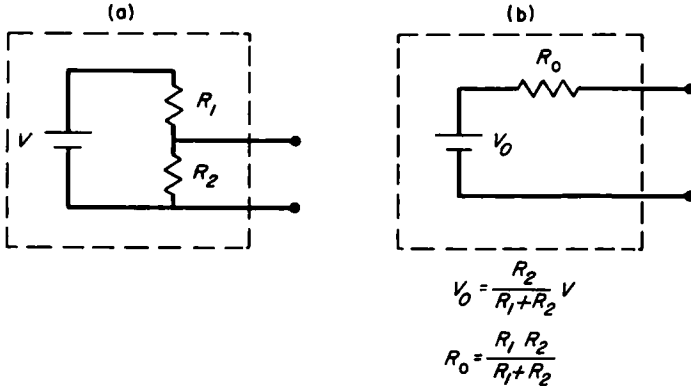 (a)
V
R₁
R₂
(b)
R₀
V₀
V₀ = R₂ / (R₁+R₂) V
R₀ = R₁ R₂ / (R₁+R₂)